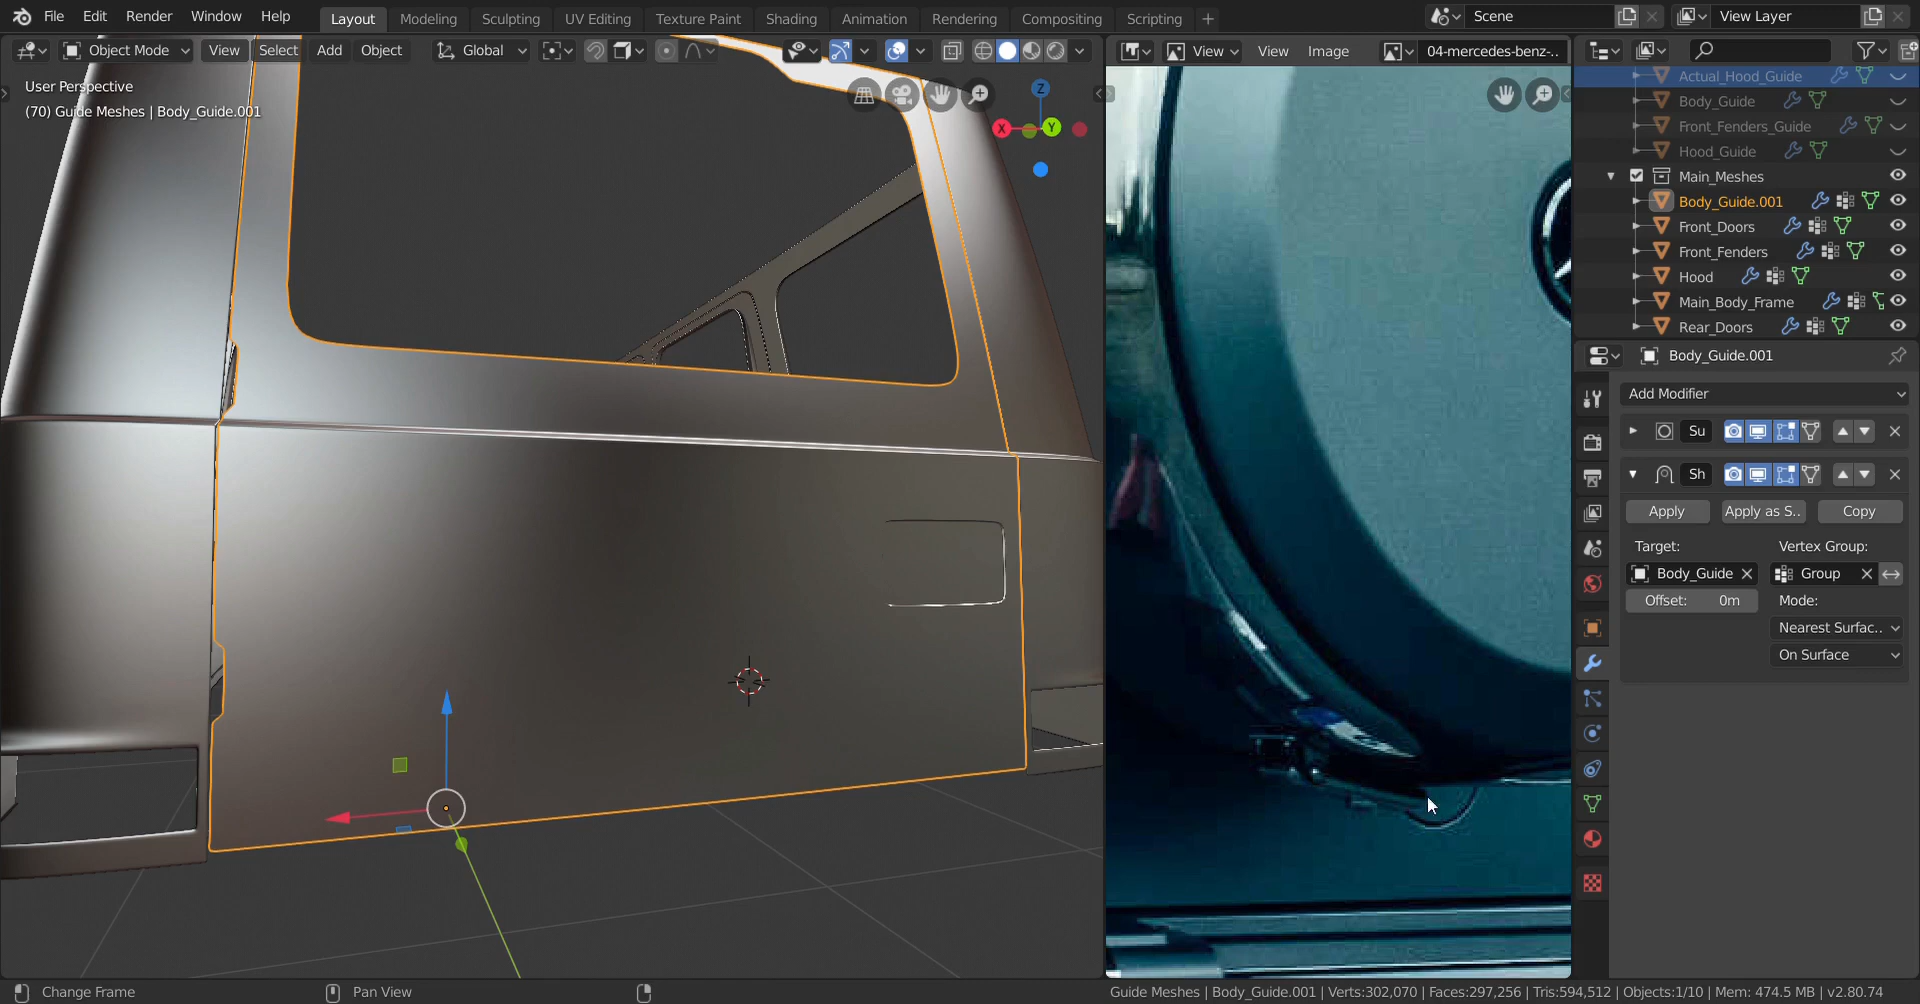 File Edit Render Window Help Layout Modeling Sculpting UV Editing Texture Paint Shading Animation Rendering Compositing Scripting Scene View Layer
Object Mode View Select Add Object Global
View View Image 04-mercedes-benz-..
User Perspective
(70) Guide Meshes | Body_Guide.001
Z
X
Y
Actual_Hood_Guide
Body_Guide
Front_Fenders_Guide
Hood_Guide
Main_Meshes
Body_Guide.001
Front_Doors
Front_Fenders
Hood
Main_Body_Frame
Rear_Doors
Body_Guide.001
Add Modifier
Su
Sh
Apply Apply as S.. Copy
Target: Vertex Group:
Body_Guide Group
Offset: 0m Mode:
Nearest Surfac..
On Surface
Change Frame Pan View Guide Meshes | Body_Guide.001 | Verts:302,070 | Faces:297,256 | Tris:594,512 | Objects:1/10 | Mem: 474.5 MB | v2.80.74